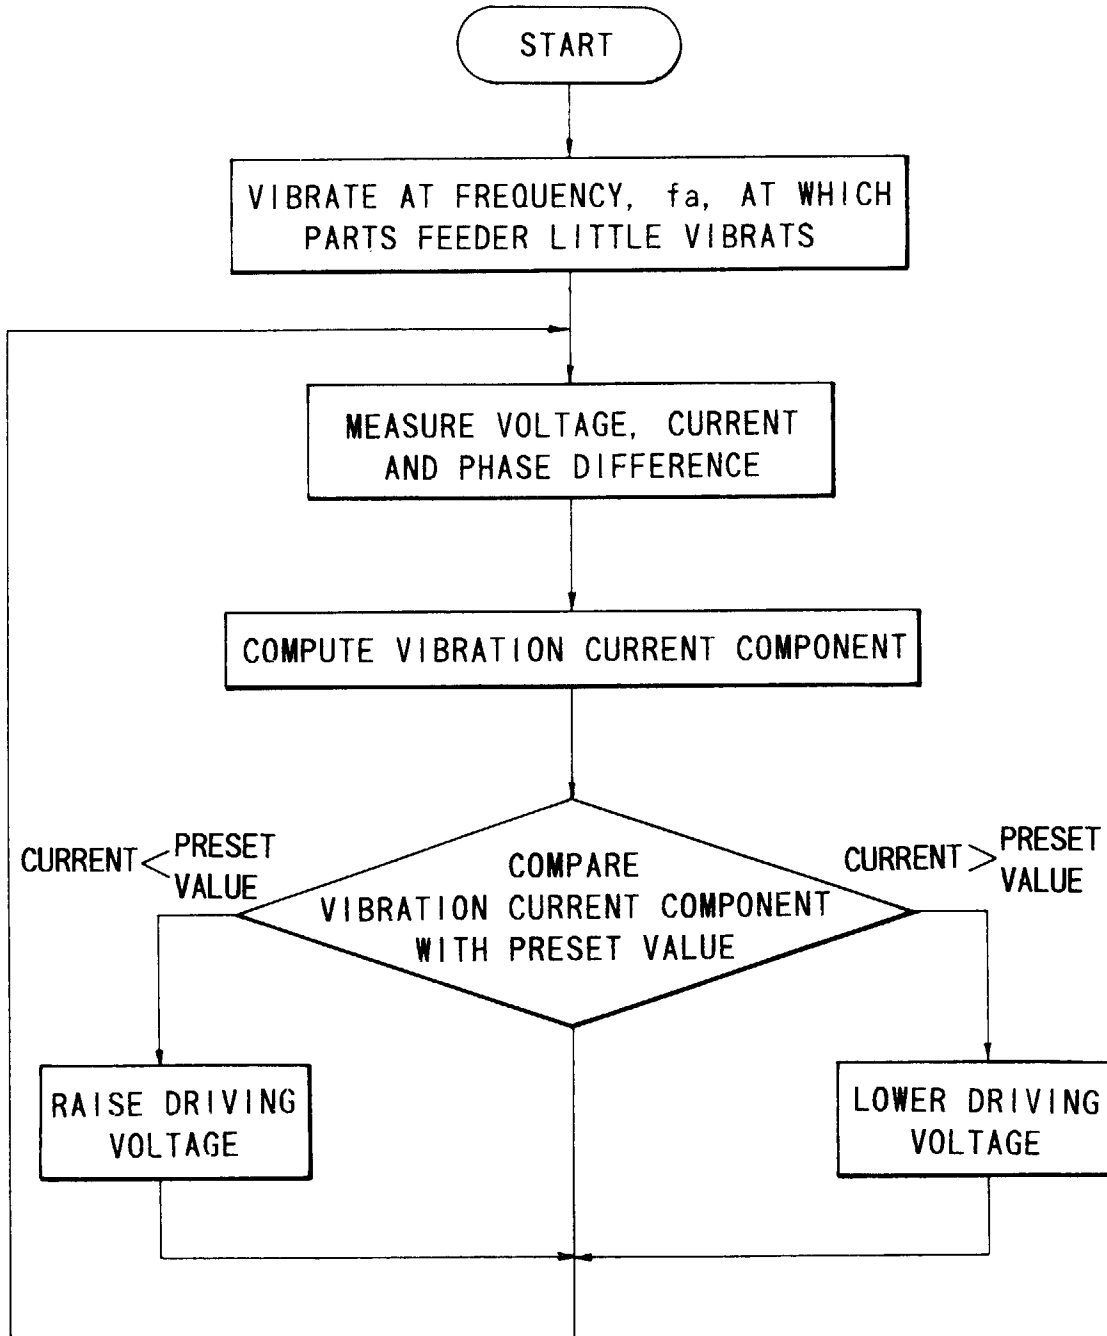 START
VIBRATE AT FREQUENCY, fa, AT WHICH
PARTS FEEDER LITTLE VIBRATS
MEASURE VOLTAGE, CURRENT
AND PHASE DIFFERENCE
COMPUTE VIBRATION CURRENT COMPONENT
CURRENT < PRESET
VALUE
COMPARE
VIBRATION CURRENT COMPONENT
WITH PRESET VALUE
CURRENT > PRESET
VALUE
RAISE DRIVING
VOLTAGE
LOWER DRIVING
VOLTAGE